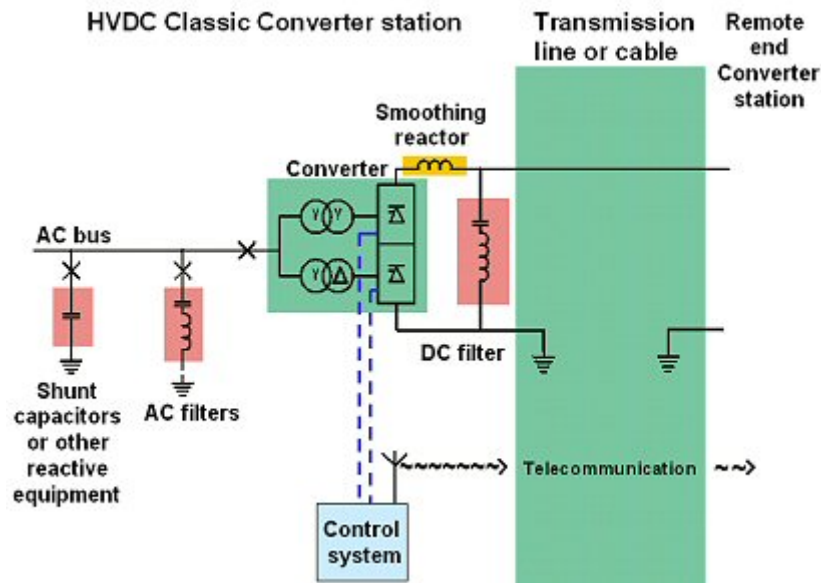 HVDC Classic Converter station
Transmission
line or cable
Remote
end
Converter
station
Smoothing
reactor
Converter
Y Y
Y Δ
AC bus
DC filter
AC filters
Shunt
capacitors
or other
reactive
equipment
Telecommunication
Control
system